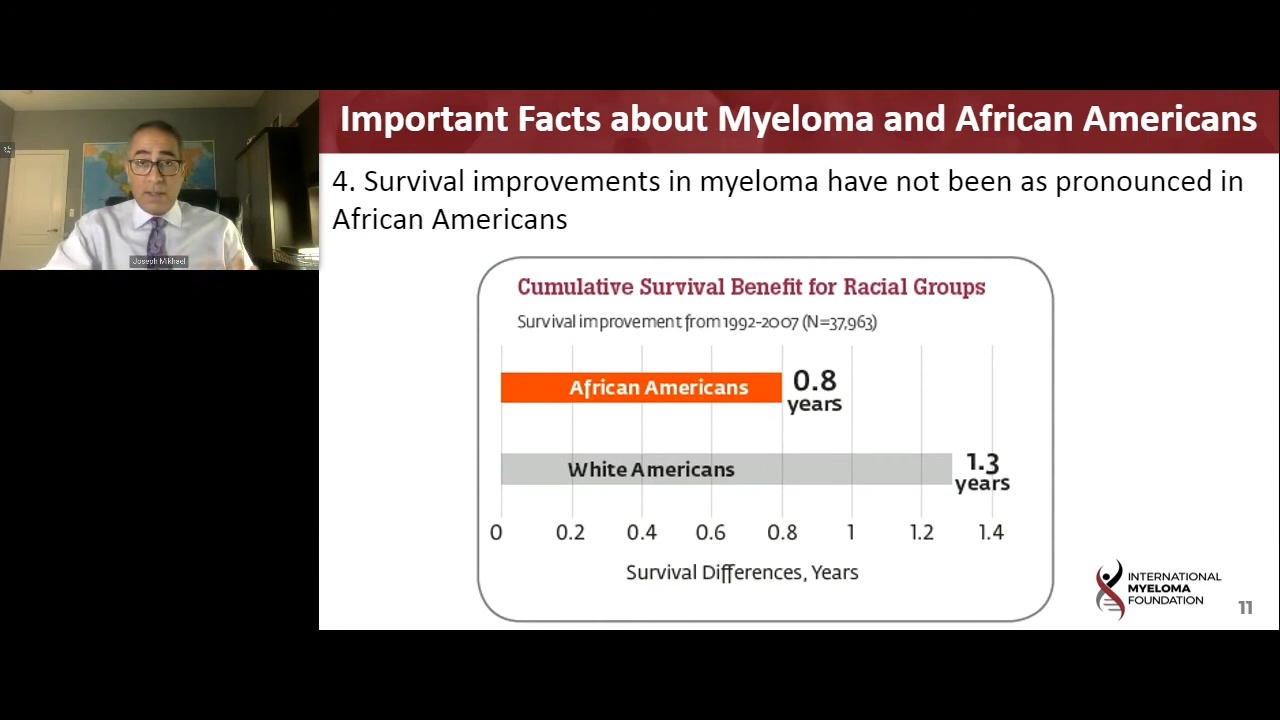 Important Facts about Myeloma and African Americans
Joseph Mikhael
4. Survival improvements in myeloma have not been as pronounced in
African Americans
Cumulative Survival Benefit for Racial Groups
Survival improvement from 1992-2007 (N=37,963)
African Americans
0.8
years
White Americans
1.3
years
0 0.2 0.4 0.6 0.8 1 1.2 1.4
Survival Differences, Years
INTERNATIONAL
MYELOMA
FOUNDATION
11